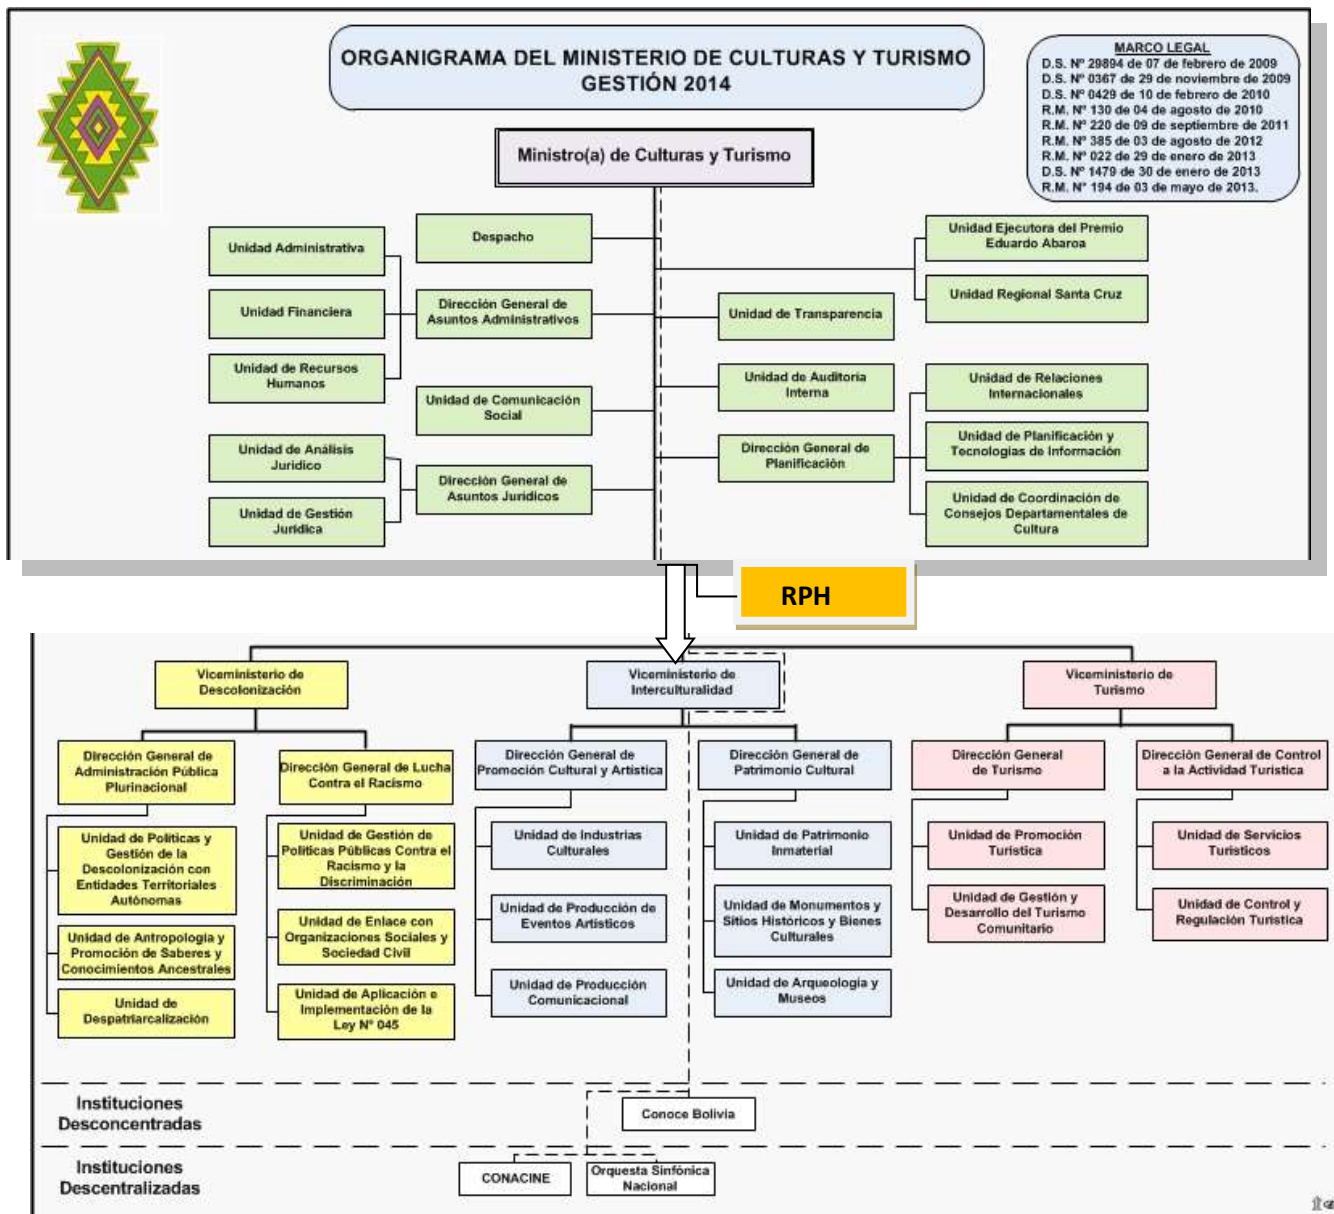 ORGANIGRAMA DEL MINISTERIO DE CULTURAS Y TURISMO
GESTIÓN 2014
MARCO LEGAL
D.S. Nº 29894 de 07 de febrero de 2009
D.S. Nº 0367 de 29 de noviembre de 2009
D.S. Nº 0429 de 10 de febrero de 2010
R.M. Nº 130 de 04 de agosto de 2010
R.M. Nº 220 de 09 de septiembre de 2011
R.M. Nº 385 de 03 de agosto de 2012
R.M. Nº 022 de 29 de enero de 2013
D.S. Nº 1479 de 30 de enero de 2013
R.M. Nº 194 de 03 de mayo de 2013.
Ministro(a) de Culturas y Turismo
Unidad Administrativa
Unidad Financiera
Unidad de Recursos
Humanos
Unidad de Análisis
Jurídico
Unidad de Gestión
Jurídica
Despacho
Dirección General de
Asuntos Administrativos
Unidad de Comunicación
Social
Dirección General de
Asuntos Jurídicos
Unidad de Transparencia
Unidad de Auditoría
Interna
Dirección General de
Planificación
Unidad Ejecutora del Premio
Eduardo Abaroa
Unidad Regional Santa Cruz
Unidad de Relaciones
Internacionales
Unidad de Planificación y
Tecnologías de Información
Unidad de Coordinación de
Consejos Departamentales de
Cultura
RPH
Viceministerio de
Descolonización
Dirección General de
Administración Pública
Plurinacional
Unidad de Políticas y
Gestión de la
Descolonización con
Entidades Territoriales
Autónomas
Unidad de Antropología y
Promoción de Saberes y
Conocimientos Ancestrales
Unidad de
Despatriarcalización
Dirección General de Lucha
Contra el Racismo
Unidad de Gestión de
Políticas Públicas Contra el
Racismo y la
Discriminación
Unidad de Enlace con
Organizaciones Sociales y
Sociedad Civil
Unidad de Aplicación e
Implementación de la
Ley Nº 045
Viceministerio de
Interculturalidad
Dirección General de
Promoción Cultural y Artística
Unidad de Industrias
Culturales
Unidad de Producción de
Eventos Artísticos
Unidad de Producción
Comunicacional
Dirección General de
Patrimonio Cultural
Unidad de Patrimonio
Inmaterial
Unidad de Monumentos y
Sitios Históricos y Bienes
Culturales
Unidad de Arqueología y
Museos
Viceministerio de
Turismo
Dirección General
de Turismo
Unidad de Promoción
Turística
Unidad de Gestión y
Desarrollo del Turismo
Comunitario
Dirección General de Control
a la Actividad Turística
Unidad de Servicios
Turísticos
Unidad de Control y
Regulación Turística
Instituciones
Desconcentradas
Conoce Bolivia
Instituciones
Descentralizadas
CONACINE
Orquesta Sinfónica
Nacional